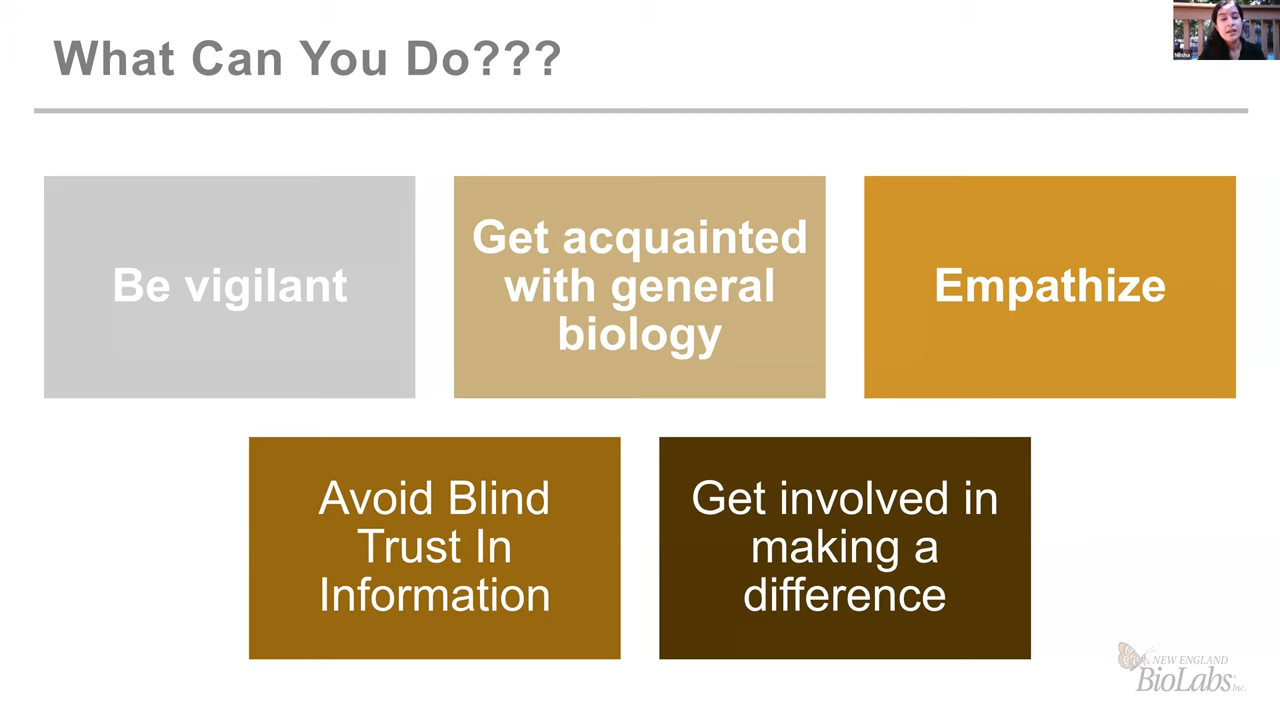 What Can You Do???
Nilisha
Be vigilant
Get acquainted
with general
biology
Empathize
Avoid Blind
Trust In
Information
Get involved in
making a
difference
NEW ENGLAND
BioLabs® Inc.